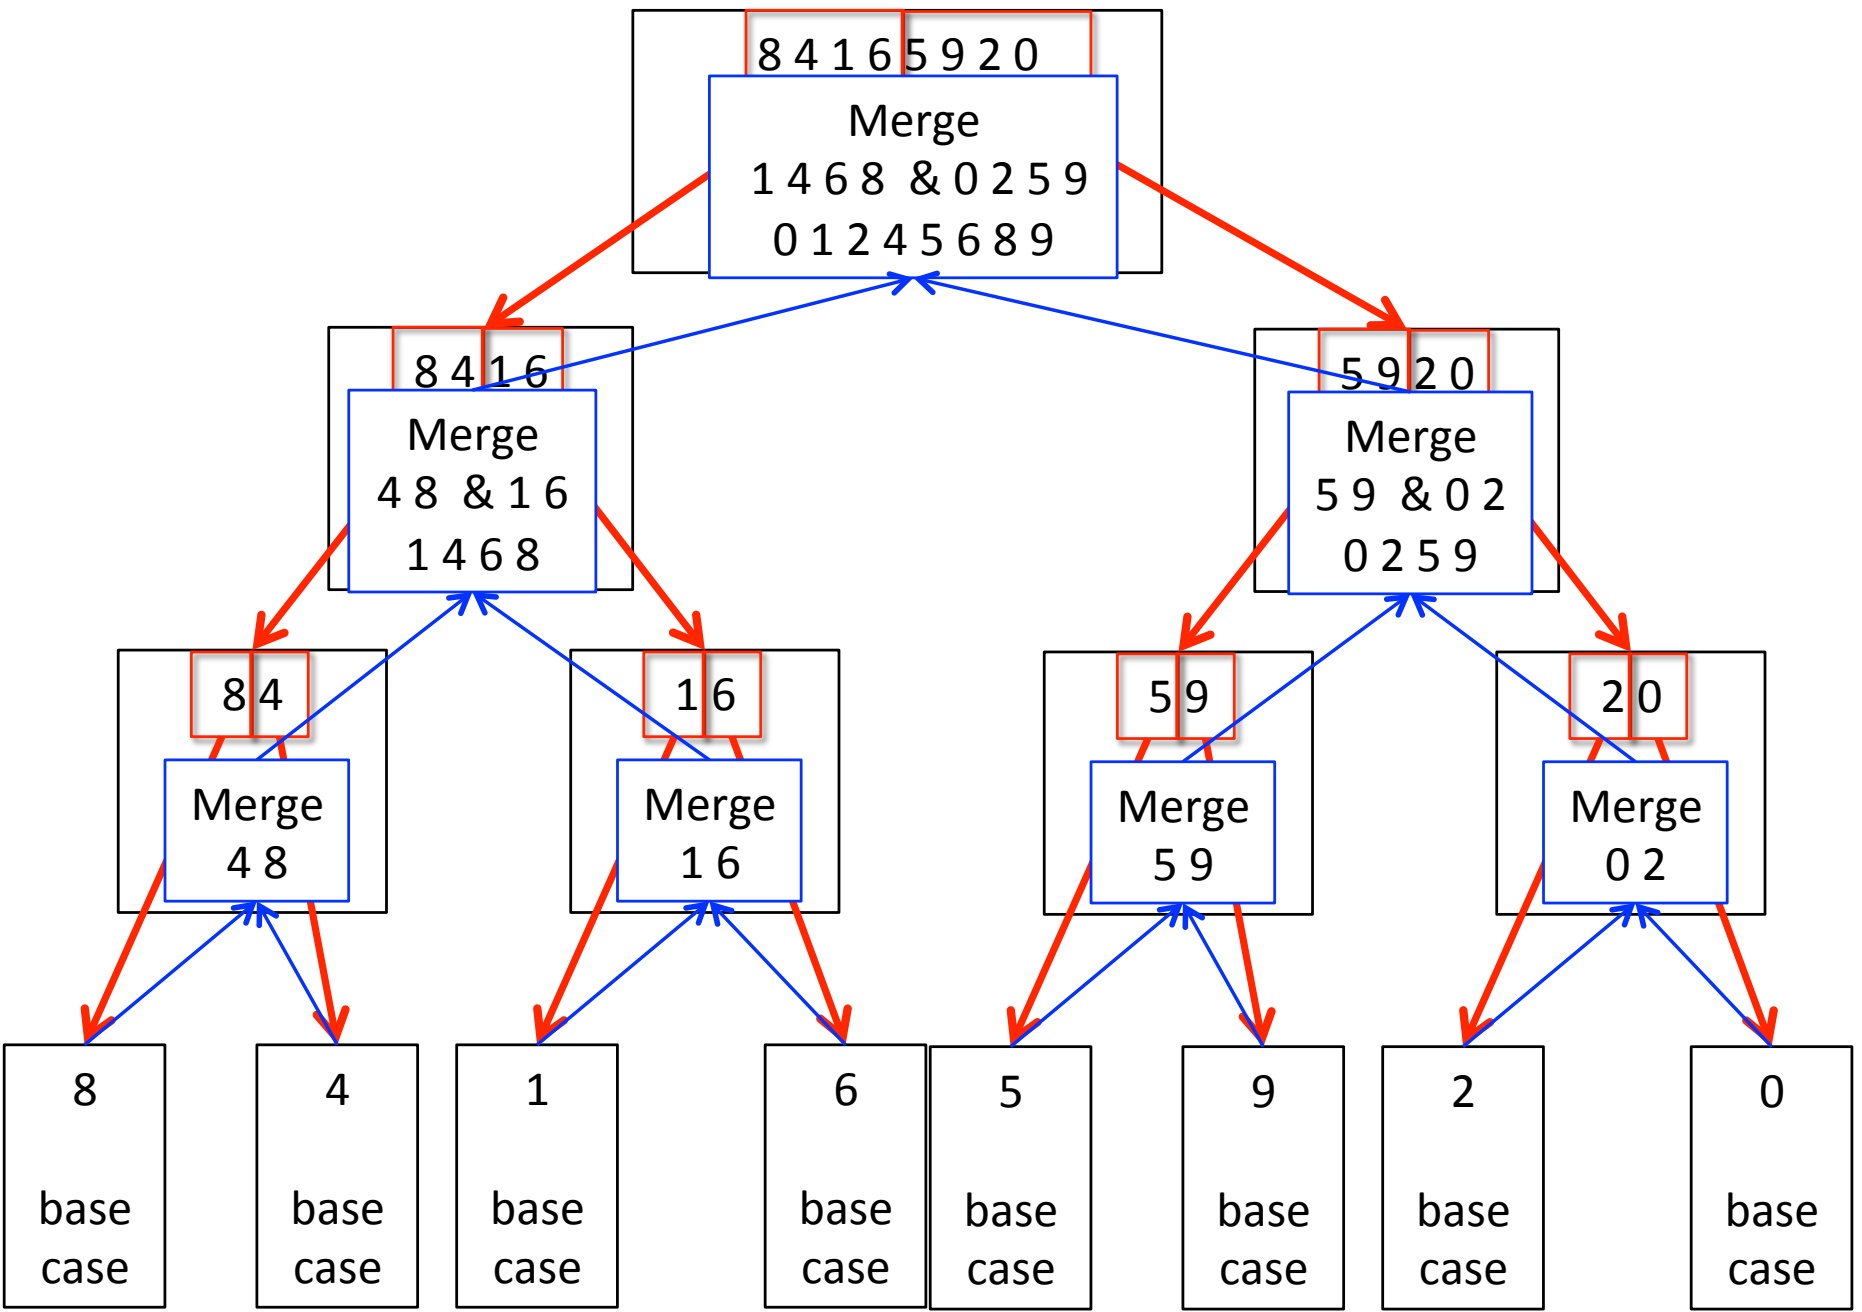 8 4 1 6 5 9 2 0
Merge
1 4 6 8 & 0 2 5 9
0 1 2 4 5 6 8 9
8 4 1 6
Merge
4 8 & 1 6
1 4 6 8
5 9 2 0
Merge
5 9 & 0 2
0 2 5 9
8 4
Merge
4 8
1 6
Merge
1 6
5 9
Merge
5 9
2 0
Merge
0 2
8
base
case
4
base
case
1
base
case
6
base
case
5
base
case
9
base
case
2
base
case
0
base
case